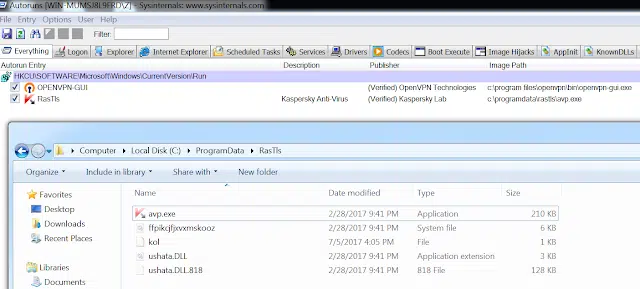 Autoruns [WIN-MUMSJ8L9FRD\Z] - Sysinternals: www.sysinternals.com
File Entry Options User Help
Filter:
Everything Logon Explorer Internet Explorer Scheduled Tasks Services Drivers Codecs Boot Execute Image Hijacks AppInit KnownDLLs
Autorun Entry Description Publisher Image Path
HKCU\SOFTWARE\Microsoft\Windows\CurrentVersion\Run
OPENVPN-GUI (Verified) OpenVPN Technologies c:\program files\openvpn\bin\openvpn-gui.exe
RasTls Kaspersky Anti-Virus (Verified) Kaspersky Lab c:\programdata\rastls\avp.exe
Computer Local Disk (C:) ProgramData RasTls
Organize Include in library Share with New folder
Favorites
Desktop
Downloads
Recent Places
Libraries
Documents
Name Date modified Type Size
avp.exe 2/28/2017 9:41 PM Application 210 KB
ffpikcjfjxvxmskooz 2/28/2017 9:41 PM System file 6 KB
kol 7/5/2017 4:05 PM File 1 KB
ushata.DLL 2/28/2017 9:41 PM Application extension 3 KB
ushata.DLL.818 2/28/2017 9:41 PM 818 File 128 KB